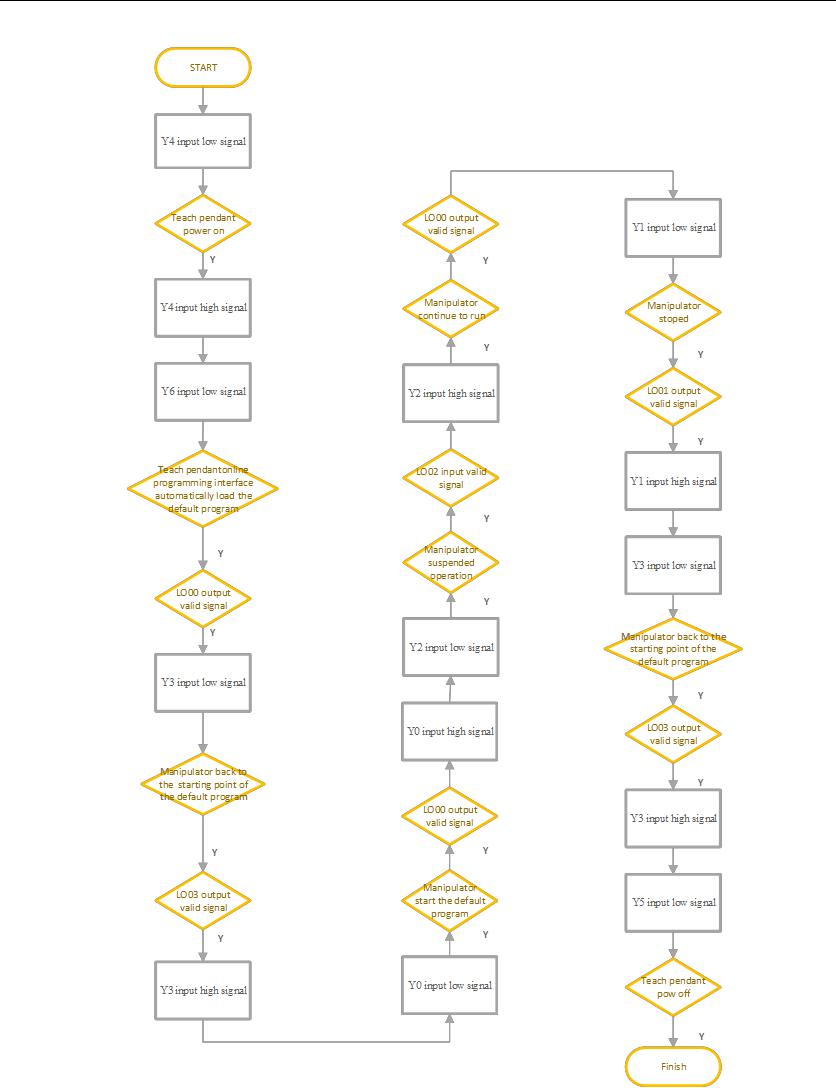 START
Y4 input low signal
Teach pendant
power on
Y
Y4 input high signal
Y6 input low signal
Teach pendantonline
programming interface
automatically load the
default program
Y
LO00 output
valid signal
Y
Y3 input low signal
Manipulator back to
the starting point of
the default program
Y
LO03 output
valid signal
Y
Y3 input high signal
Y0 input low signal
Y
Manipulator
start the default
program
Y
LO00 output
valid signal
Y0 input high signal
Y2 input low signal
Y
Manipulator
suspended
operation
Y
LO02 input valid
signal
Y2 input high signal
Y
Manipulator
continue to run
Y
LO00 output
valid signal
Y1 input low signal
Manipulator
stoped
Y
LO01 output
valid signal
Y
Y1 input high signal
Y3 input low signal
Manipulator back to the
starting point of the
default program
Y
LO03 output
valid signal
Y
Y3 input high signal
Y5 input low signal
Teach pendant
pow off
Y
Finish